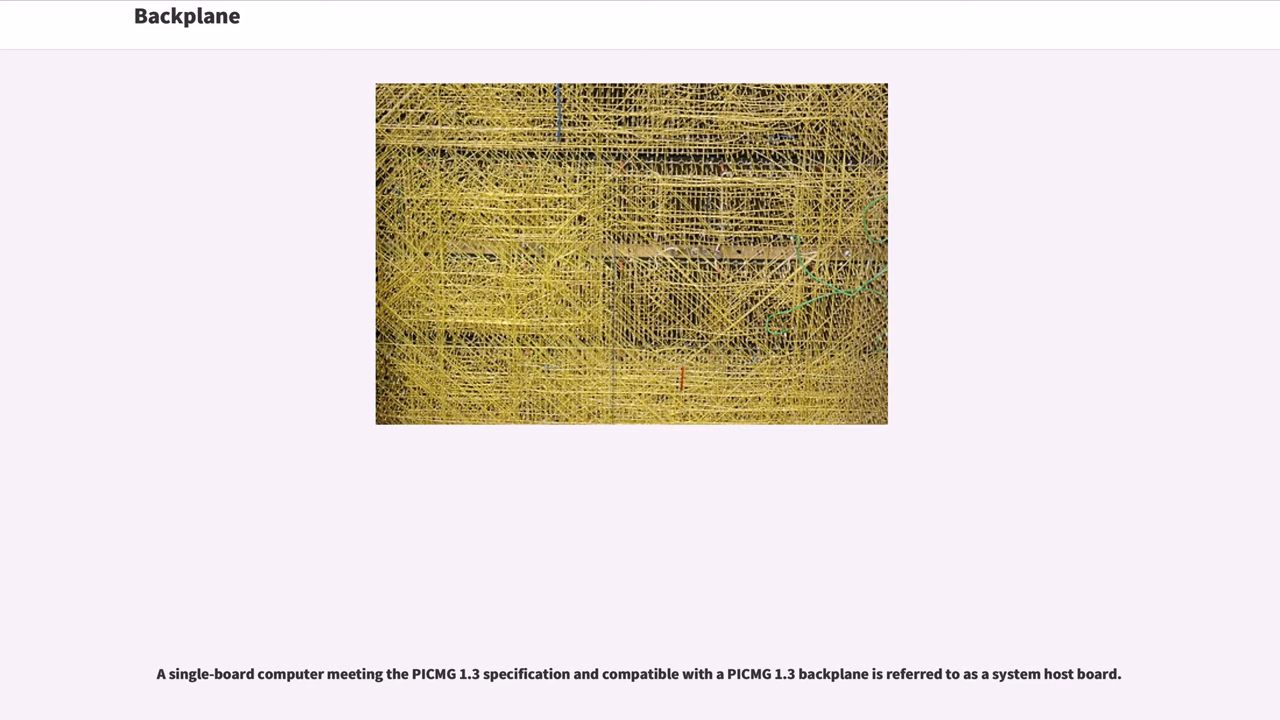 Backplane
A single-board computer meeting the PICMG 1.3 specification and compatible with a PICMG 1.3 backplane is referred to as a system host board.